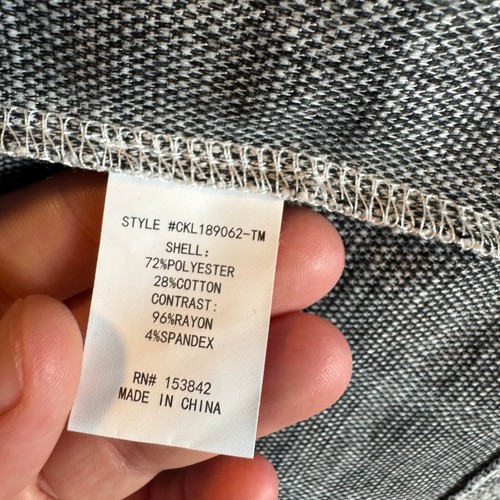 STYLE #CKL189062-TM
SHELL:
72%POLYESTER
28%COTTON
CONTRAST:
96%RAYON
4%SPANDEX
RN# 153842
MADE IN CHINA